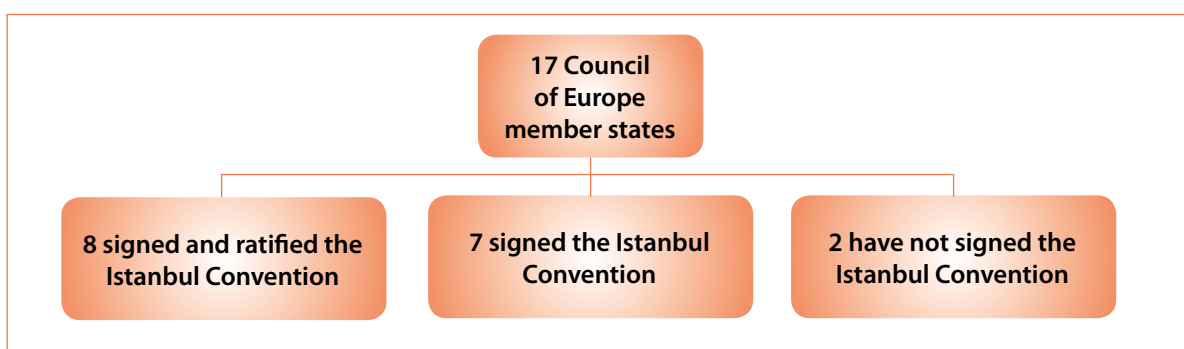 17 Council
of Europe
member states
8 signed and ratified the
Istanbul Convention
7 signed the Istanbul
Convention
2 have not signed the
Istanbul Convention